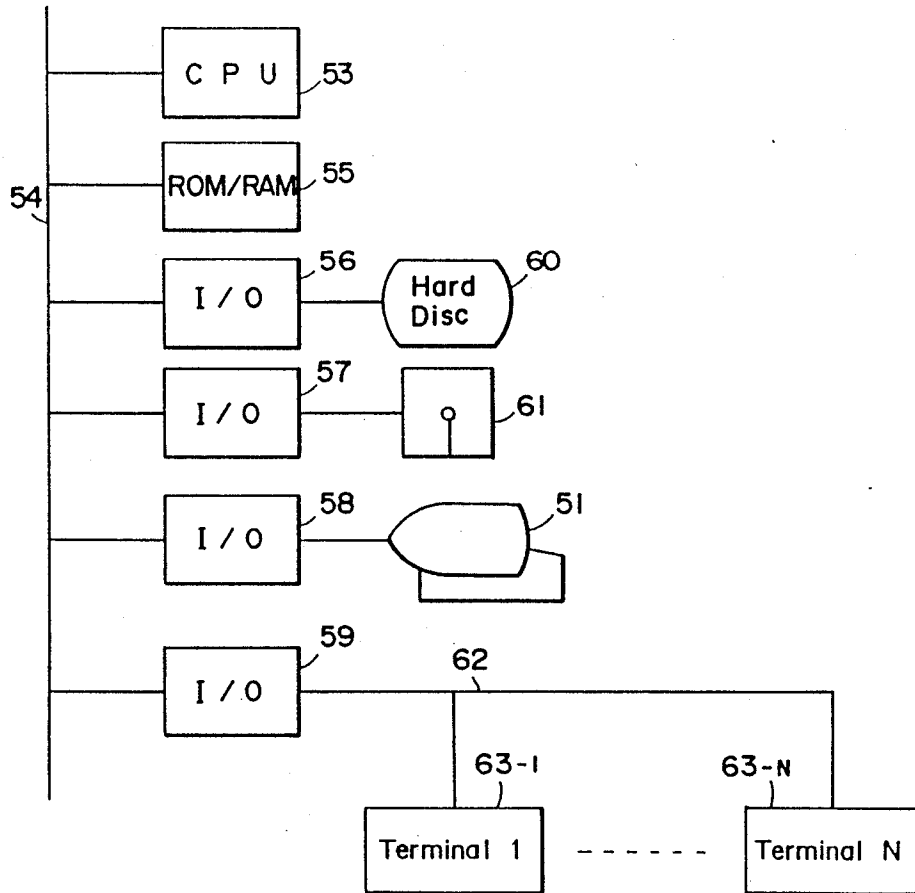 C P U
53
54
ROM/RAM
55
56
I / O
Hard
Disc
60
57
I / O
61
58
I / O
51
59
I / O
62
63-1
63-N
Terminal 1
Terminal N